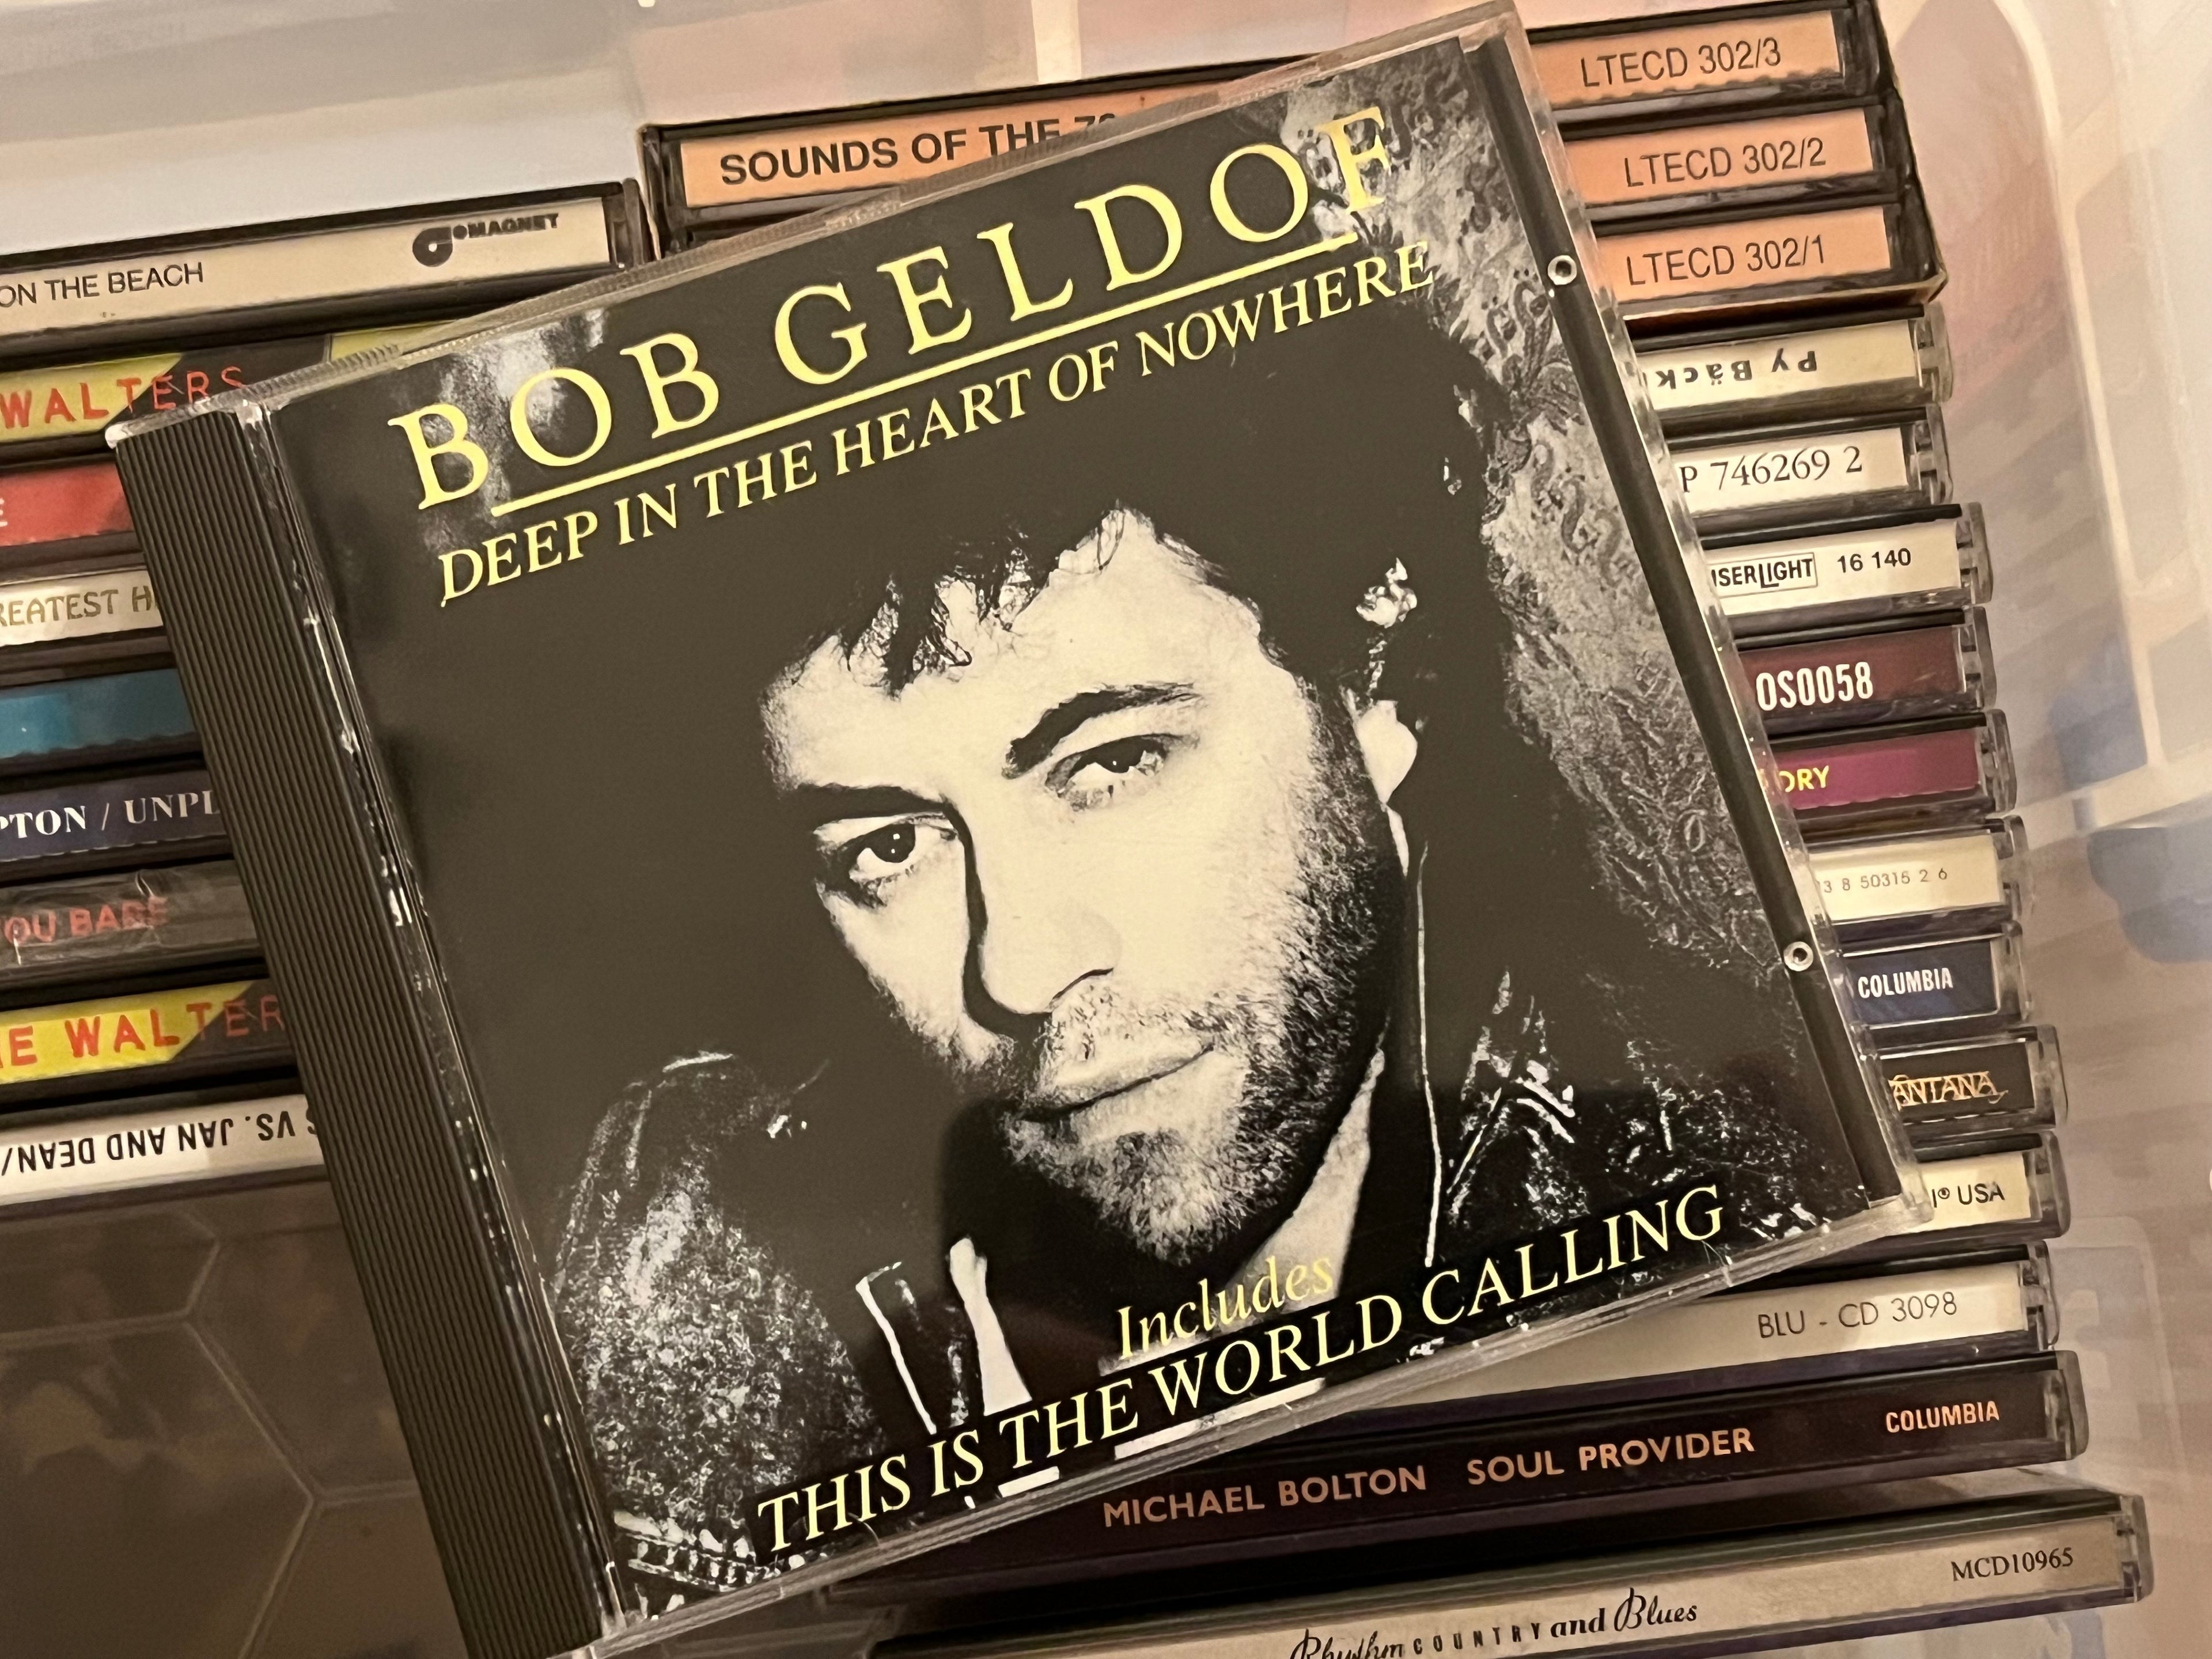 LTECD 302/3
SOUNDS OF THE 70
LTECD 302/2
MAGNET
ON THE BEACH
LTECD 302/1
BOB GELDOF
DEEP IN THE HEART OF NOWHERE
Includes
THIS IS THE WORLD CALLING
WALTERS
Py Bäck
P 746269 2
REATEST H
16 140
OS0058
ORY
PTON / UNPL
3 8 50315 2 6
OU BABE
COLUMBIA
E WALTER
ANTANA
VS. JAN AND DEAN/
® USA
BLU - CD 3098
MICHAEL BOLTON SOUL PROVIDER COLUMBIA
MCD10965
Rhythm COUNTRY and Blues